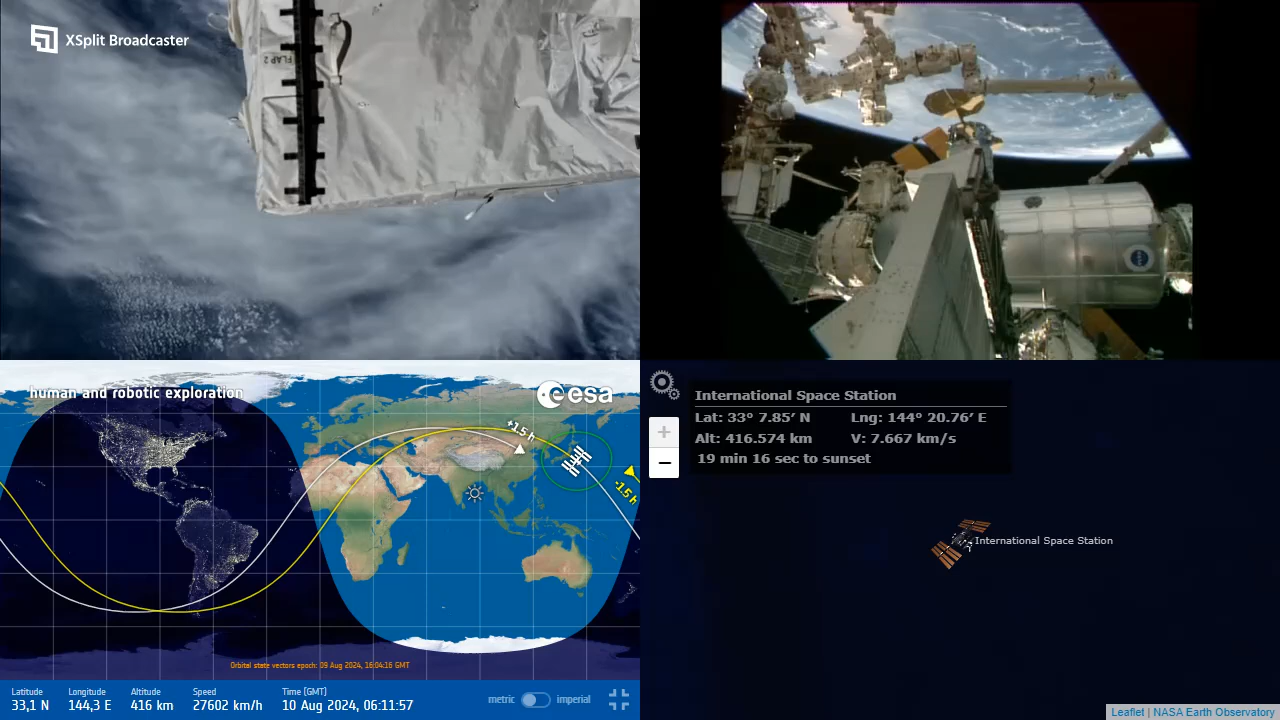 XSplit Broadcaster
FLAP 2
human and robotic exploration
esa
+1.5 h
-1.5 h
Orbital state vectors epoch: 09 Aug 2024, 16:04:16 GMT
Latitude
33,1 N
Longitude
144,3 E
Altitude
416 km
Speed
27602 km/h
Time (GMT)
10 Aug 2024, 06:11:57
metric
imperial
+
−
International Space Station
Lat: 33° 7.85′ N
Lng: 144° 20.76′ E
Alt: 416.574 km
V: 7.667 km/s
19 min 16 sec to sunset
International Space Station
Leaflet | NASA Earth Observatory